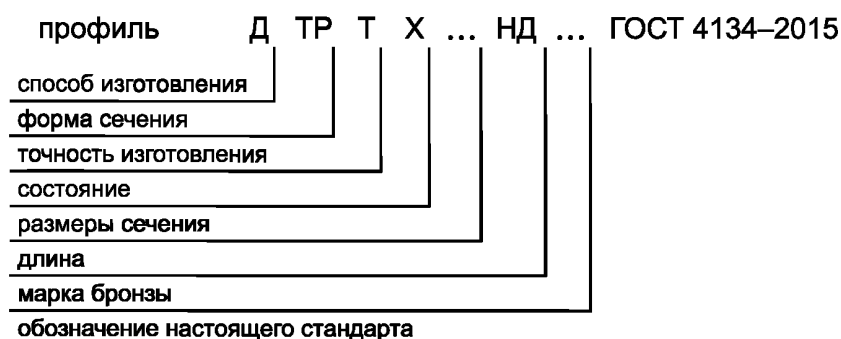 профиль Д ТР Т Х ... НД ... ГОСТ 4134–2015
способ изготовления
форма сечения
точность изготовления
состояние
размеры сечения
длина
марка бронзы
обозначение настоящего стандарта